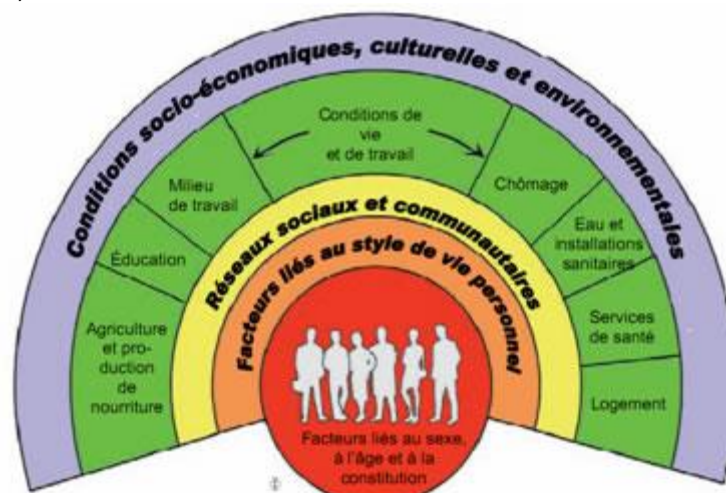 Conditions socio-économiques, culturelles et environnementales
Conditions de
vie
et de travail
Milieu
de travail
Chômage
Éducation
Eau et
installations
sanitaires
Agriculture
et pro-
duction
de
nourriture
Services
de santé
Logement
Réseaux sociaux et communautaires
Facteurs liés au style de vie personnel
Facteurs liés au sexe,
à l'âge et à la
constitution